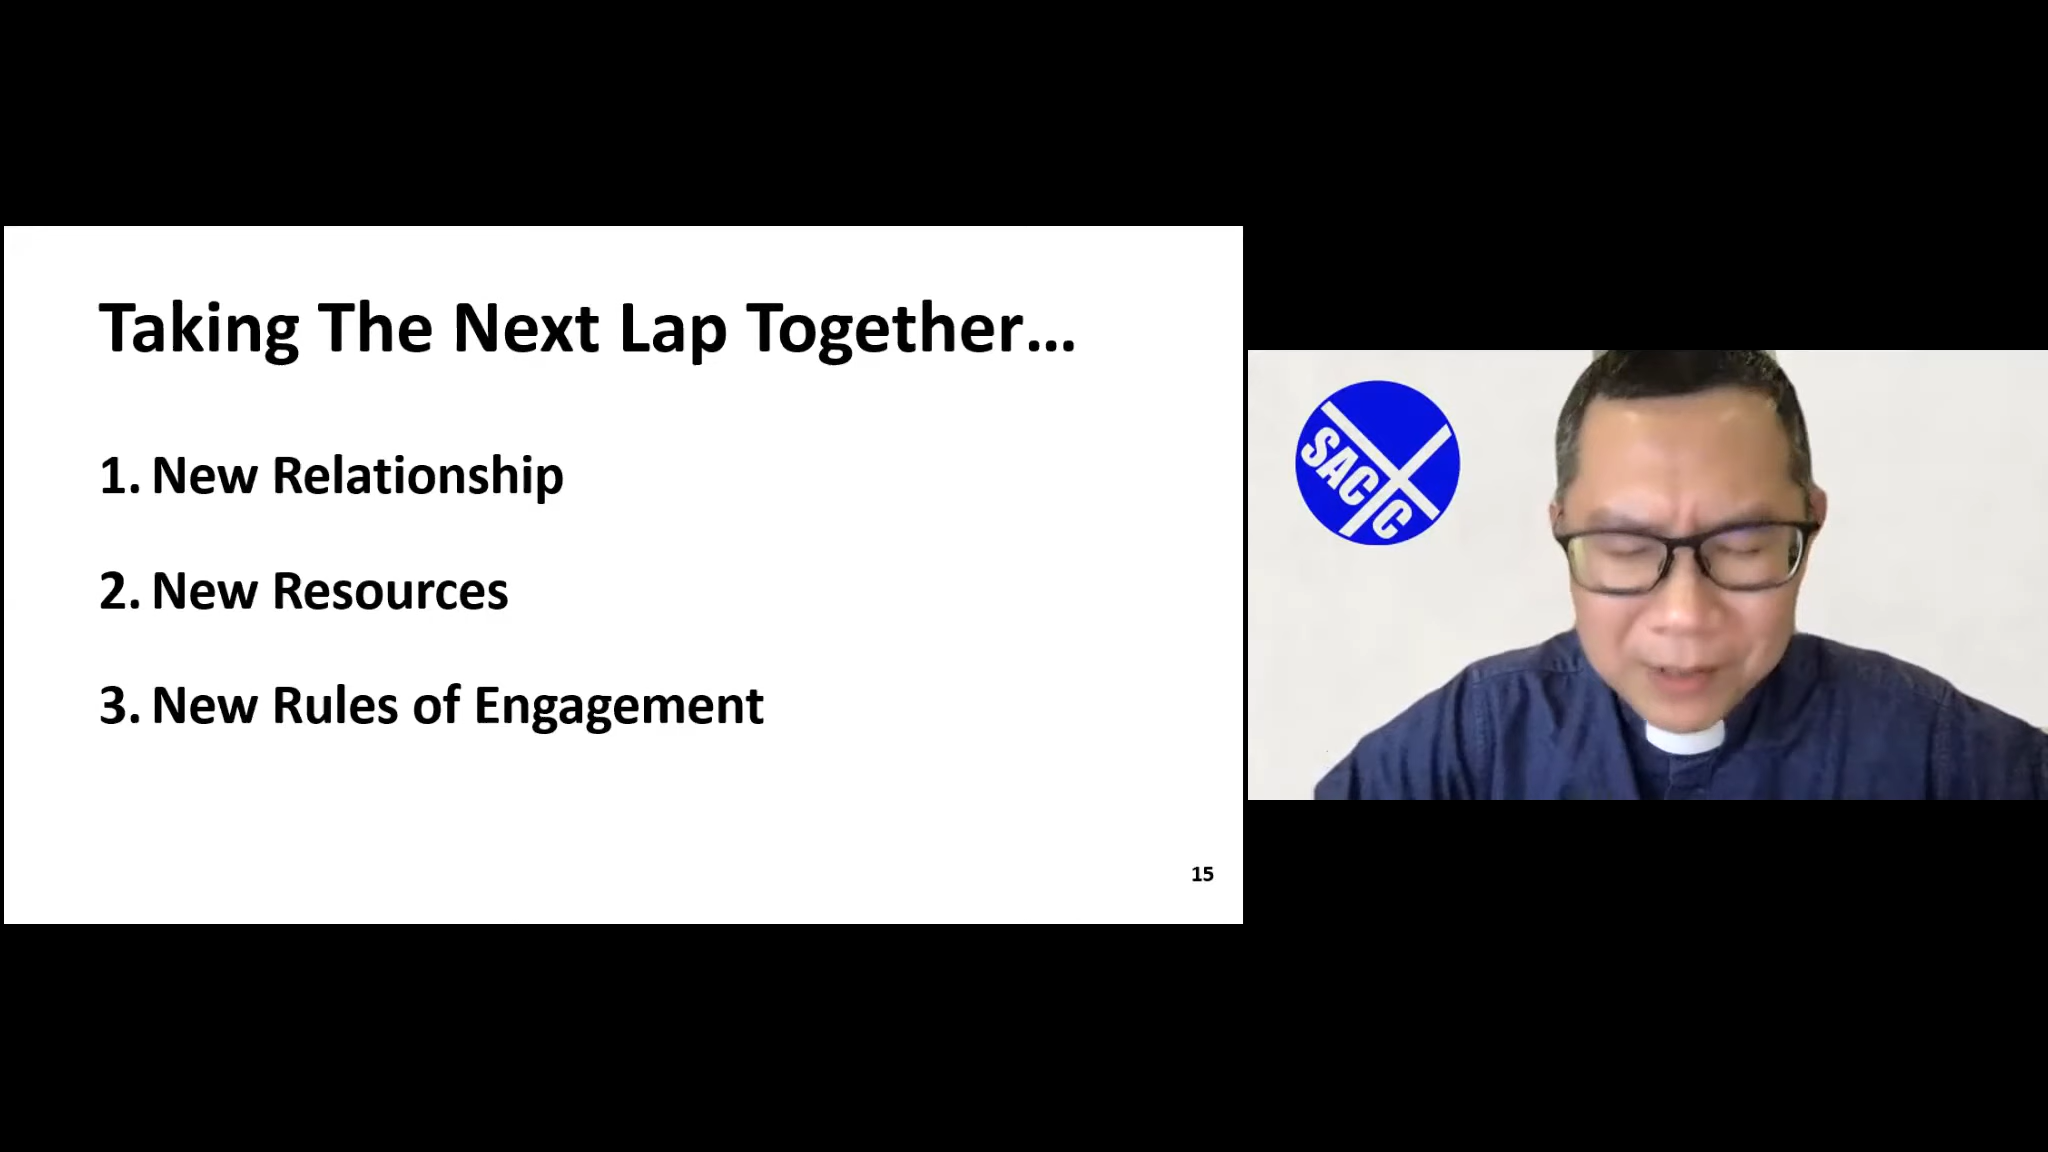 Taking The Next Lap Together...
1. New Relationship
2. New Resources
3. New Rules of Engagement
15
SAC C